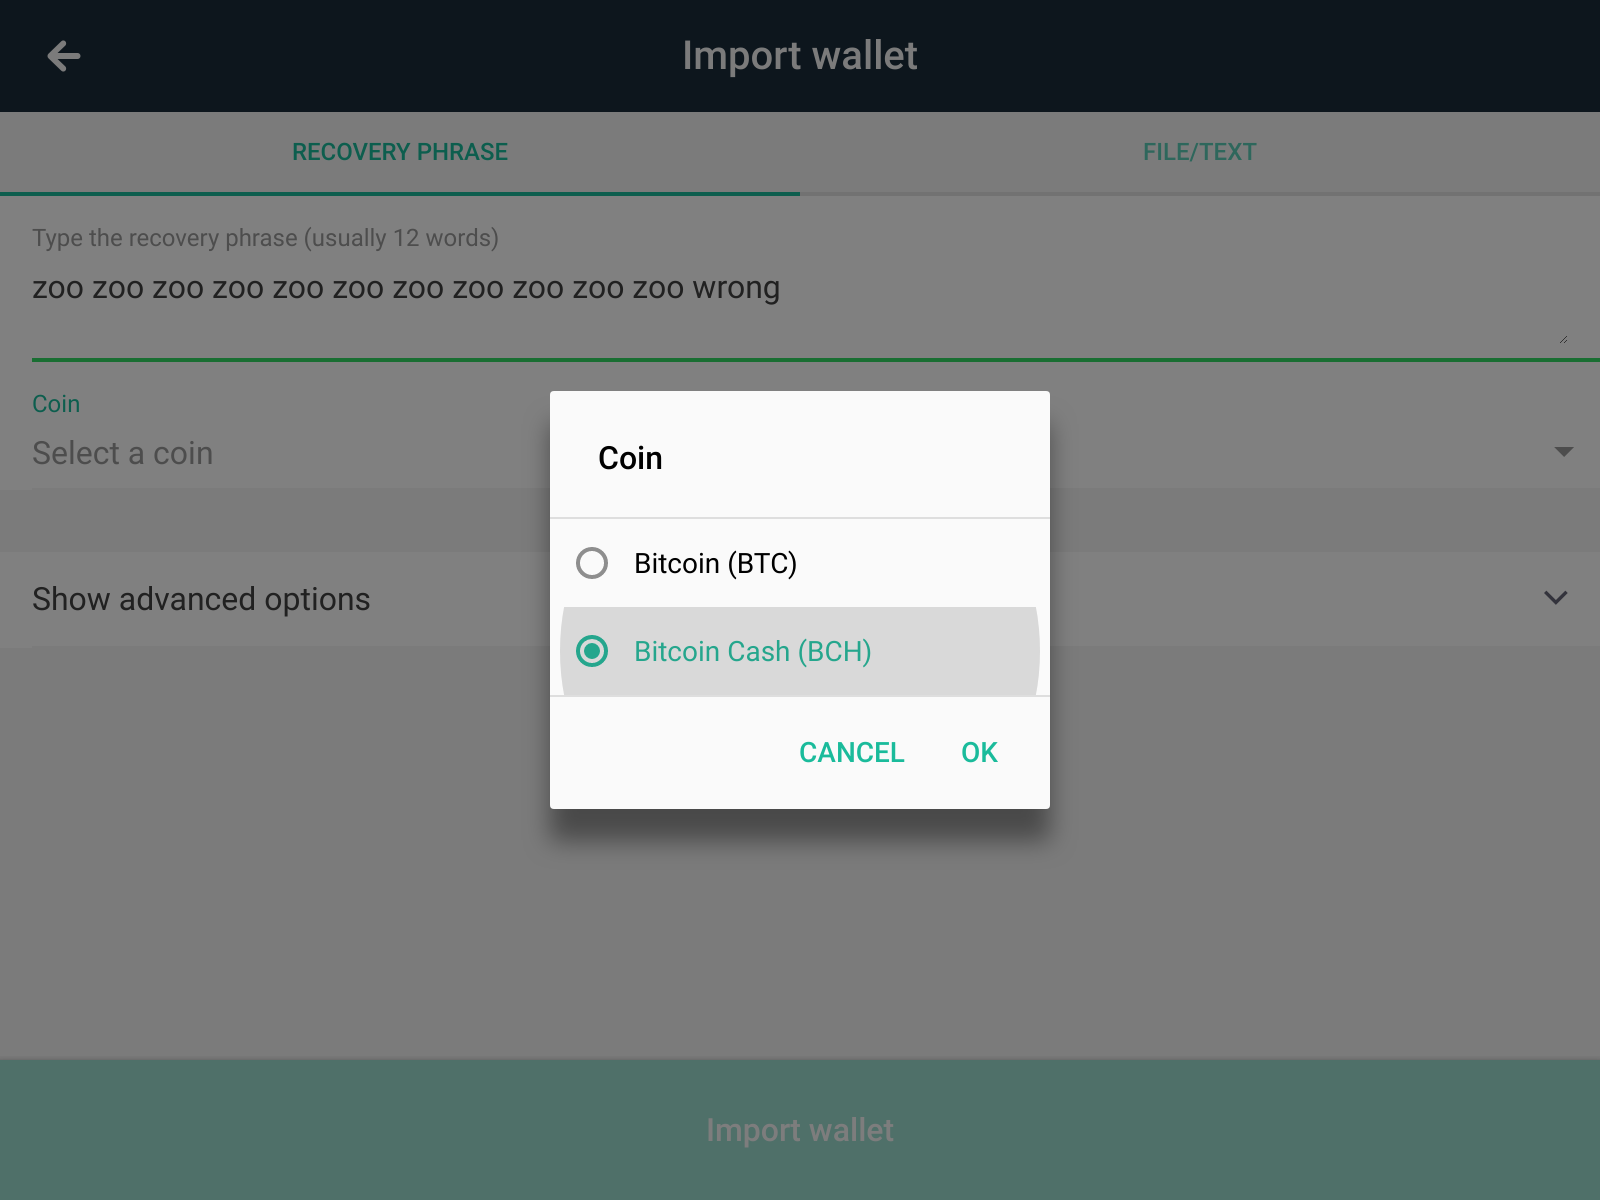 Import wallet
RECOVERY PHRASE
FILE/TEXT
Type the recovery phrase (usually 12 words)
zoo zoo zoo zoo zoo zoo zoo zoo zoo zoo zoo wrong
Coin
Select a coin
Show advanced options
Coin
Bitcoin (BTC)
Bitcoin Cash (BCH)
CANCEL
OK
Import wallet